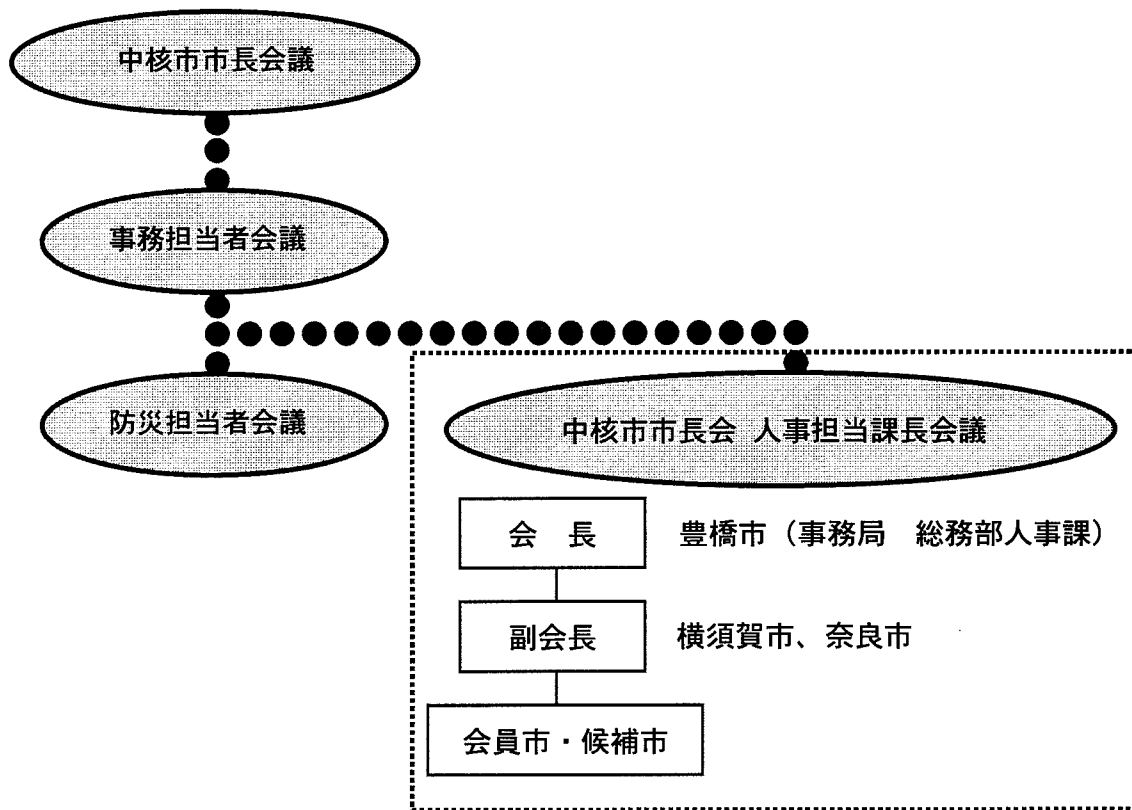 中核市市長会議
事務担当者会議
防災担当者会議
中核市市長会 人事担当課長会議
会 長 豊橋市（事務局 総務部人事課）
副会長 横須賀市、奈良市
会員市・候補市